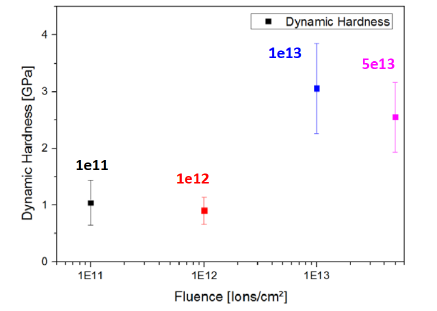 Dynamic Hardness
4
3
2
1
0
Dynamic Hardness [GPa]
1e11
1e12
1e13
5e13
1E11
1E12
1E13
Fluence [Ions/cm²]